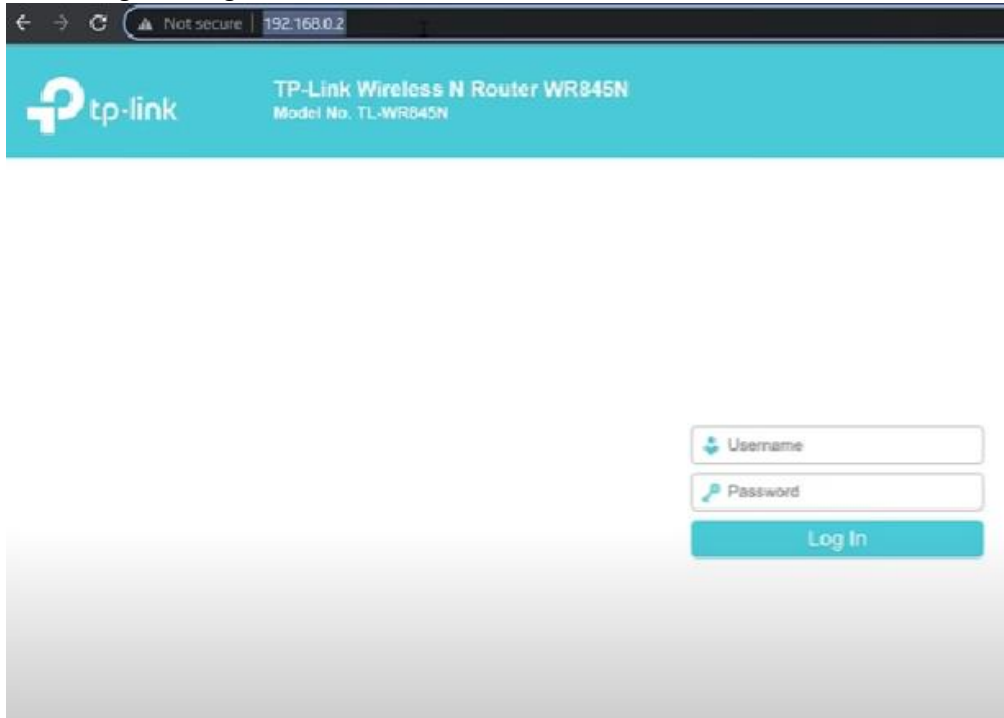 Not secure | 192.168.0.2
tp-link
TP-Link Wireless N Router WR845N
Model No. TL-WR845N
Username
Password
Log In